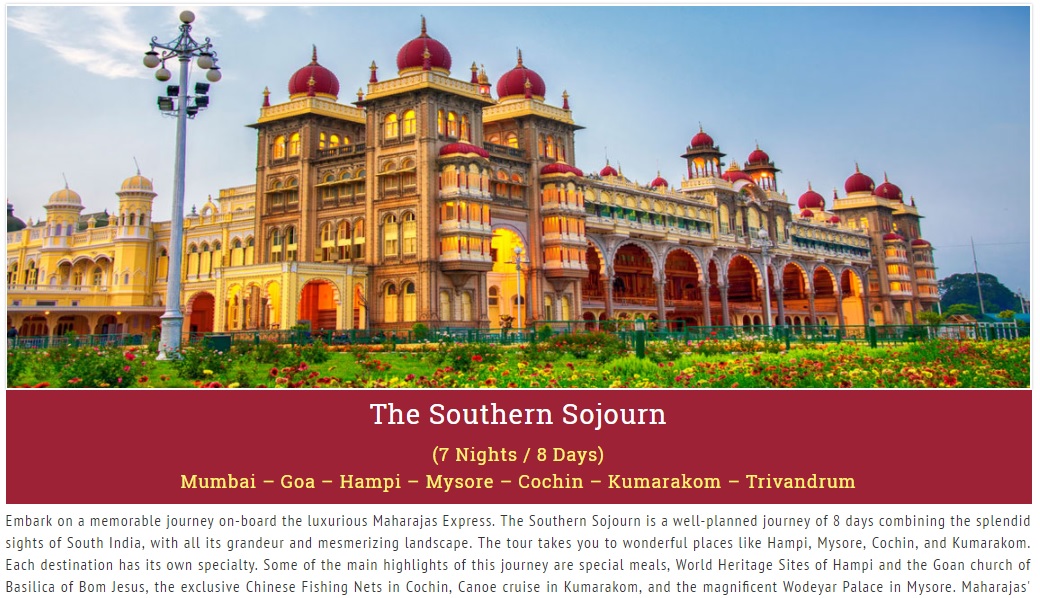 The Southern Sojourn
(7 Nights / 8 Days)
Mumbai – Goa – Hampi – Mysore – Cochin – Kumarakom – Trivandrum
Embark on a memorable journey on-board the luxurious Maharajas Express. The Southern Sojourn is a well-planned journey of 8 days combining the splendid
sights of South India, with all its grandeur and mesmerizing landscape. The tour takes you to wonderful places like Hampi, Mysore, Cochin, and Kumarakom.
Each destination has its own specialty. Some of the main highlights of this journey are special meals, World Heritage Sites of Hampi and the Goan church of
Basilica of Bom Jesus, the exclusive Chinese Fishing Nets in Cochin, Canoe cruise in Kumarakom, and the magnificent Wodeyar Palace in Mysore. Maharajas'